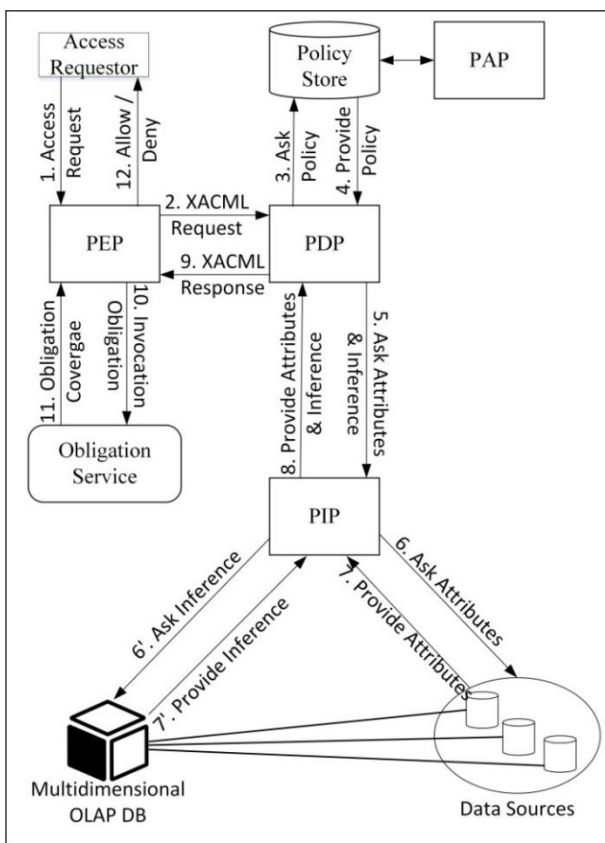 Access
Requestor
Policy
Store
PAP
1. Access
Request
12. Allow /
Deny
3. Ask
Policy
4. Provide
Policy
PEP
2. XACML
Request
9. XACML
Response
PDP
11. Obligation
Covergae
10. Invocation
Obligation
8. Provide Attributes
& Inference
5. Ask Attributes
& Inference
Obligation
Service
PIP
6'. Ask Inference
7'. Provide Inference
7. Provide Attributes
6. Ask Attributes
Multidimensional
OLAP DB
Data Sources